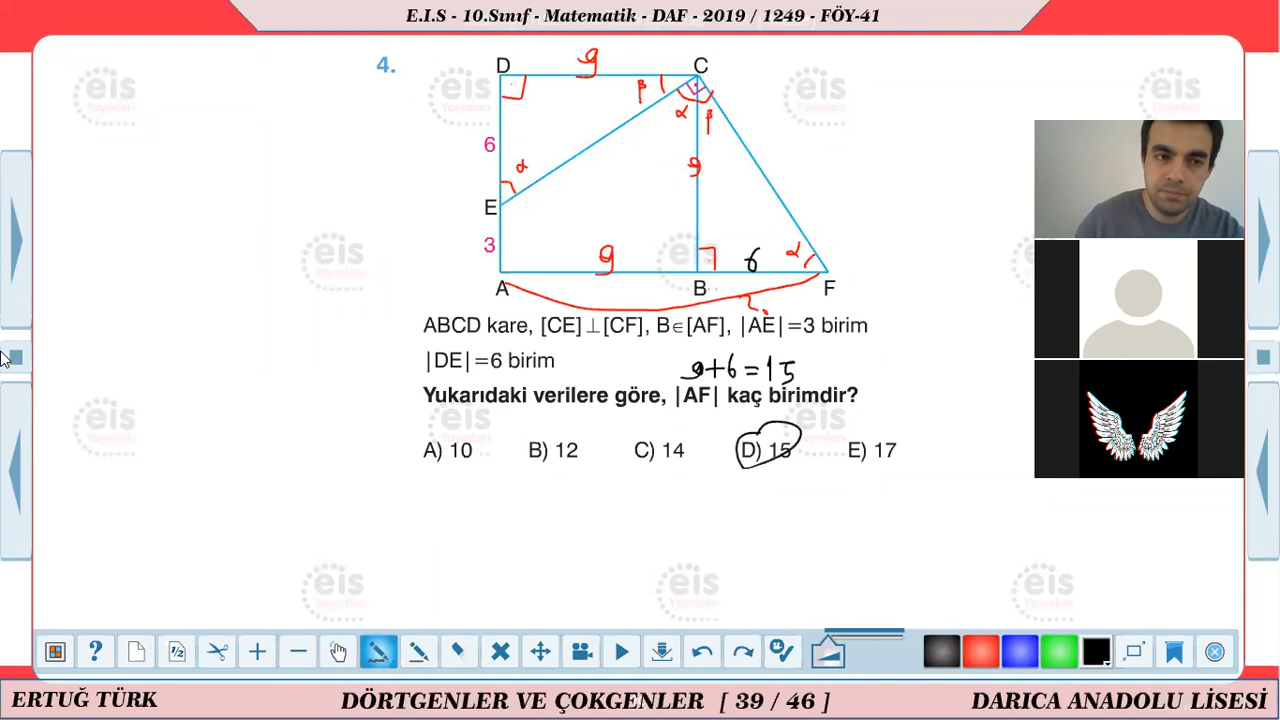 E.I.S - 10.Sınıf - Matematik - DAF - 2019 / 1249 - FÖY-41
4.
D
9
C
β
α
β
6
α
9
E
3
9
6
α
A
B
F
?
ABCD kare, [CE]⊥[CF], B∈[AF], |AE|=3 birim
|DE|=6 birim
9+6=15
Yukarıdaki verilere göre, |AF| kaç birimdir?
A) 10 B) 12 C) 14 D) 15 E) 17
eis
Yayınları
ERTUĞ TÜRK
DÖRTGENLER VE ÇOKGENLER [ 39 / 46 ]
DARICA ANADOLU LİSESİ